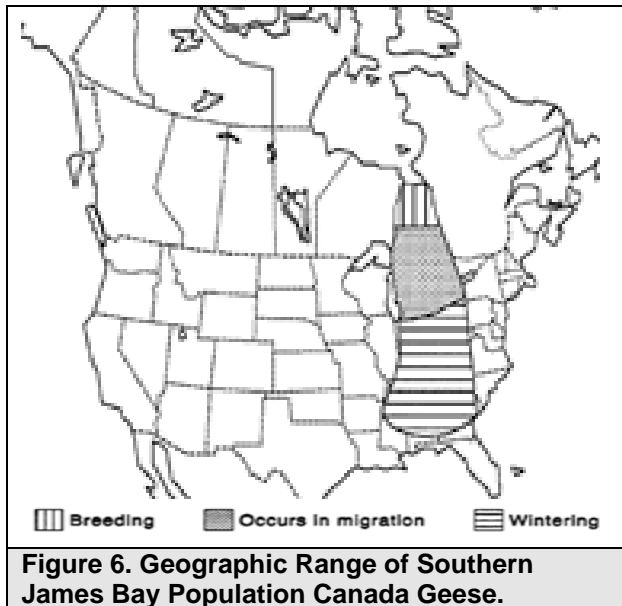 Breeding Occurs in migration Wintering
Figure 6. Geographic Range of Southern
James Bay Population Canada Geese.